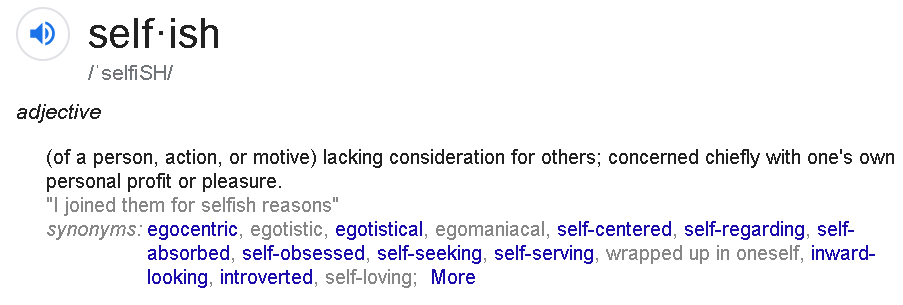 self·ish
/ˈselfiSH/
adjective
(of a person, action, or motive) lacking consideration for others; concerned chiefly with one's own
personal profit or pleasure.
"I joined them for selfish reasons"
synonyms: egocentric, egotistic, egotistical, egomaniacal, self-centered, self-regarding, self-
absorbed, self-obsessed, self-seeking, self-serving, wrapped up in oneself, inward-
looking, introverted, self-loving; More